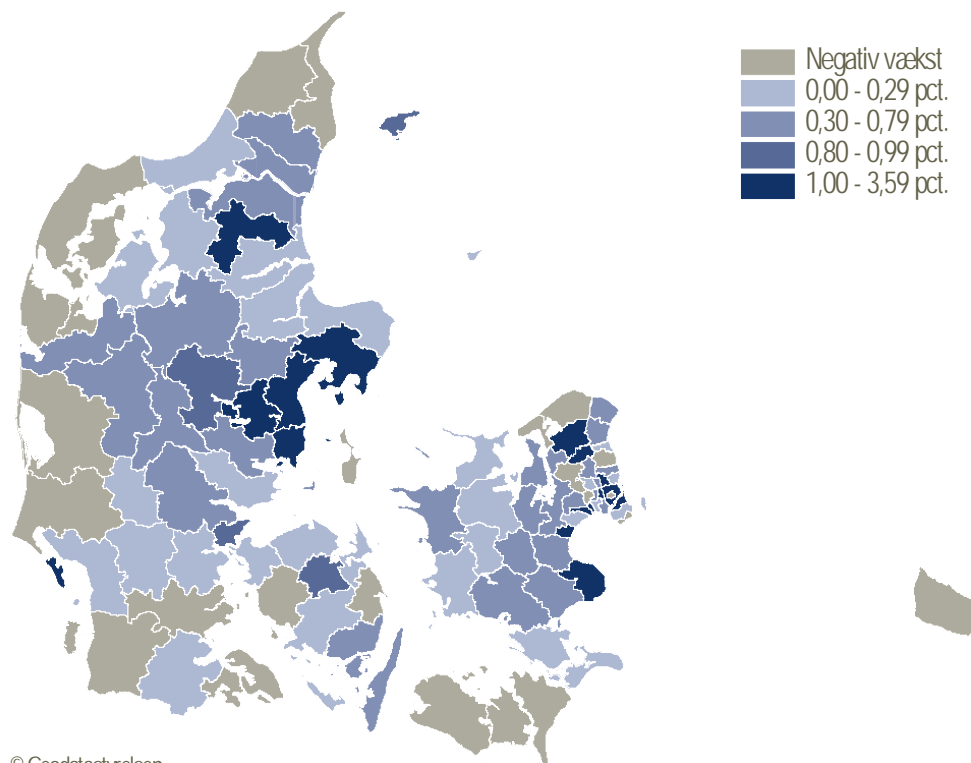 Negativ vækst
0,00 - 0,29 pct.
0,30 - 0,79 pct.
0,80 - 0,99 pct.
1,00 - 3,59 pct.
©